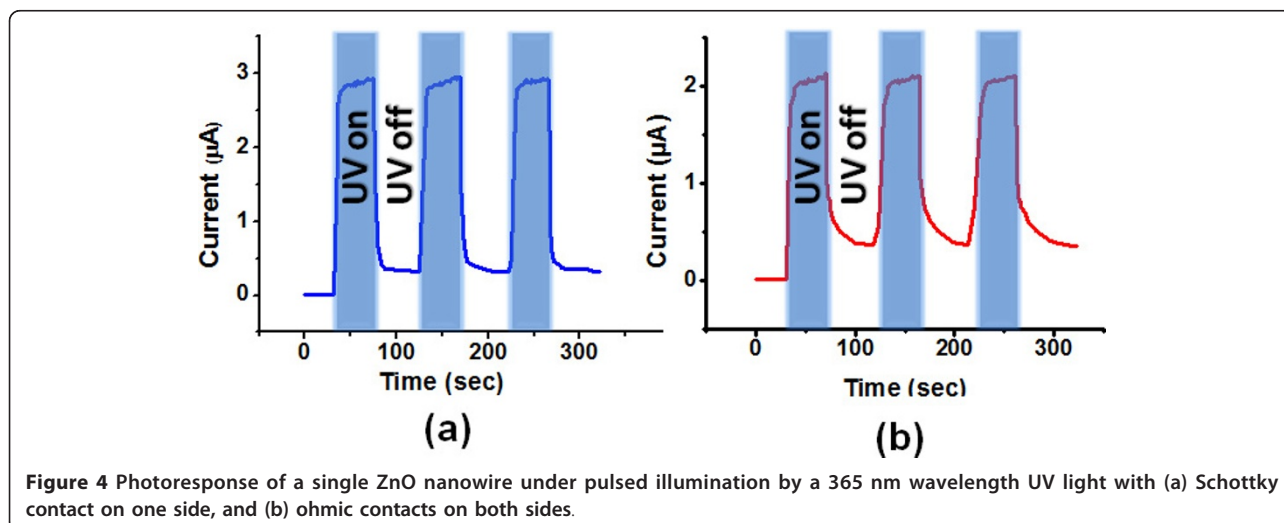 3
2
1
0
Current (µA)
UV on
UV off
0 100 200 300
Time (sec)
(a)
2
1
0
Current (µA)
UV on
UV off
0 100 200 300
Time (sec)
(b)
Figure 4 Photoresponse of a single ZnO nanowire under pulsed illumination by a 365 nm wavelength UV light with (a) Schottky
contact on one side, and (b) ohmic contacts on both sides.